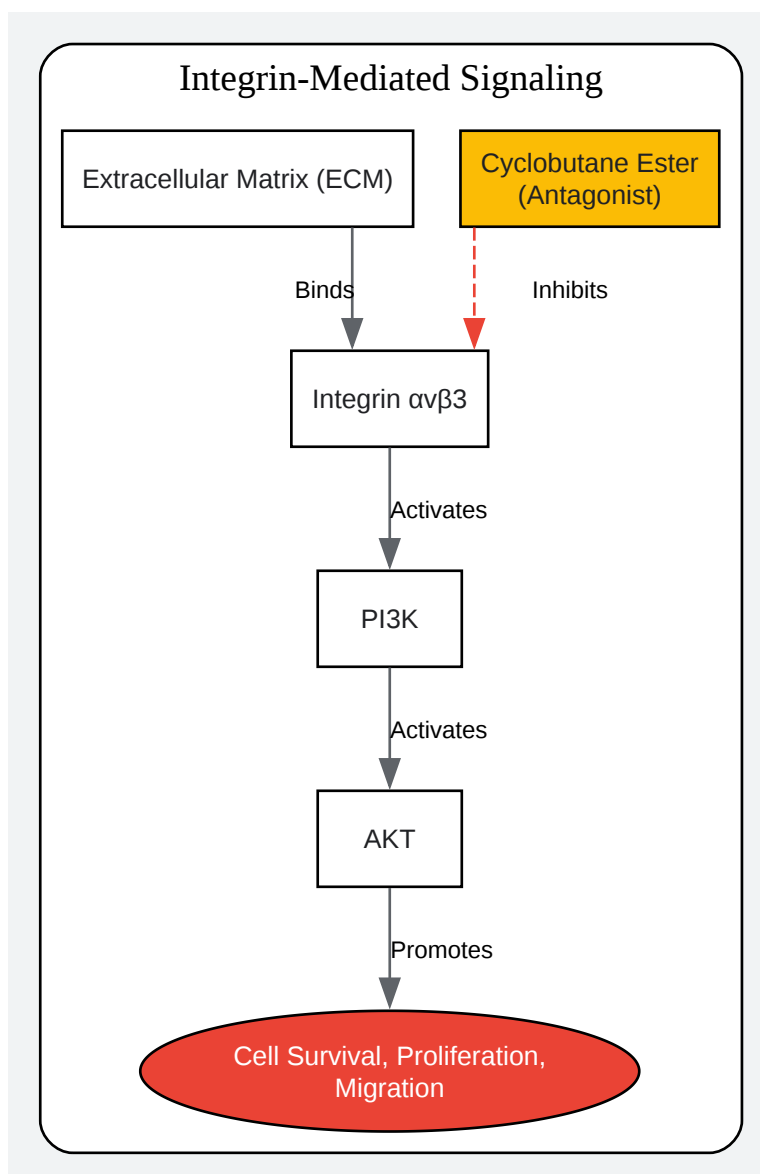 Integrin-Mediated Signaling
Extracellular Matrix (ECM)
Cyclobutane Ester
(Antagonist)
Binds
Inhibits
Integrin αvβ3
Activates
PI3K
Activates
AKT
Promotes
Cell Survival, Proliferation,
Migration